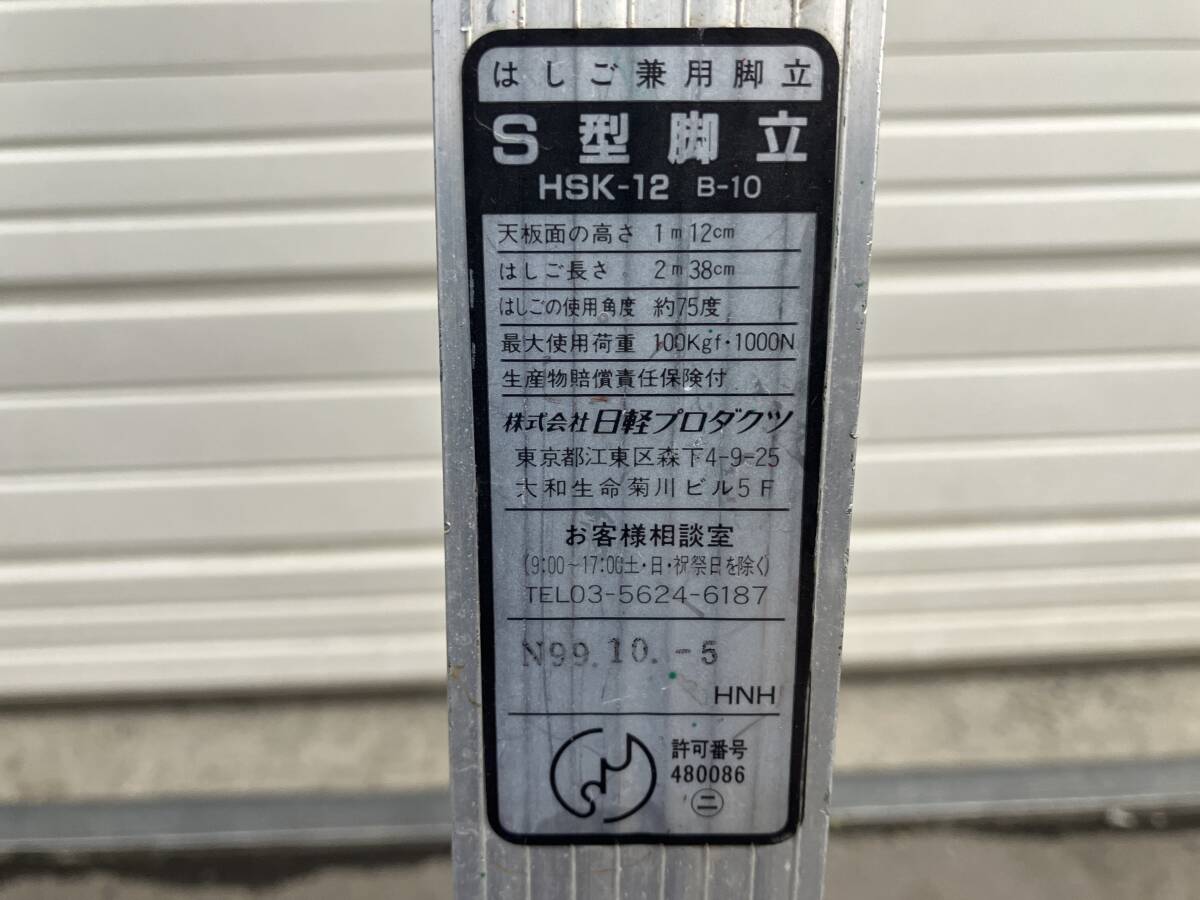 はしご兼用脚立
S型脚立
HSK-12 B-10
天板面の高さ 1m12cm
はしご長さ 2m38cm
はしごの使用角度 約75度
最大使用荷重 100Kgf・1000N
生産物賠償責任保険付
株式会社日軽プロダクツ
東京都江東区森下4-9-25
大和生命菊川ビル5F
お客様相談室
(9:00～17:00土・日・祝祭日を除く)
TEL03-5624-6187
N99.10.-5
HNH
許可番号
480086
㊁